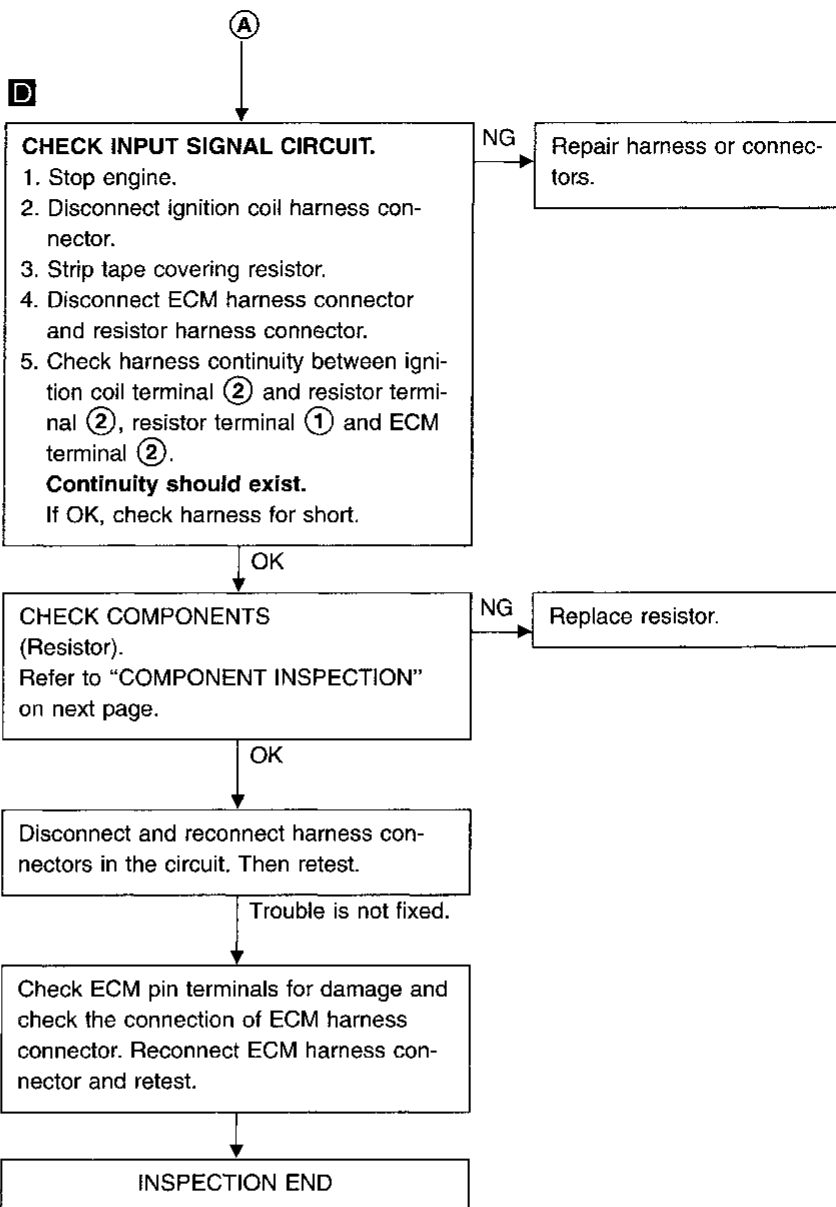 A
D
CHECK INPUT SIGNAL CIRCUIT.
1. Stop engine.
2. Disconnect ignition coil harness con-
nector.
3. Strip tape covering resistor.
4. Disconnect ECM harness connector
and resistor harness connector.
5. Check harness continuity between igni-
tion coil terminal ② and resistor termi-
nal ②, resistor terminal ① and ECM
terminal ②.
Continuity should exist.
If OK, check harness for short.
NG
Repair harness or connec-
tors.
OK
CHECK COMPONENTS
(Resistor).
Refer to “COMPONENT INSPECTION”
on next page.
NG
Replace resistor.
OK
Disconnect and reconnect harness con-
nectors in the circuit. Then retest.
Trouble is not fixed.
Check ECM pin terminals for damage and
check the connection of ECM harness
connector. Reconnect ECM harness con-
nector and retest.
INSPECTION END